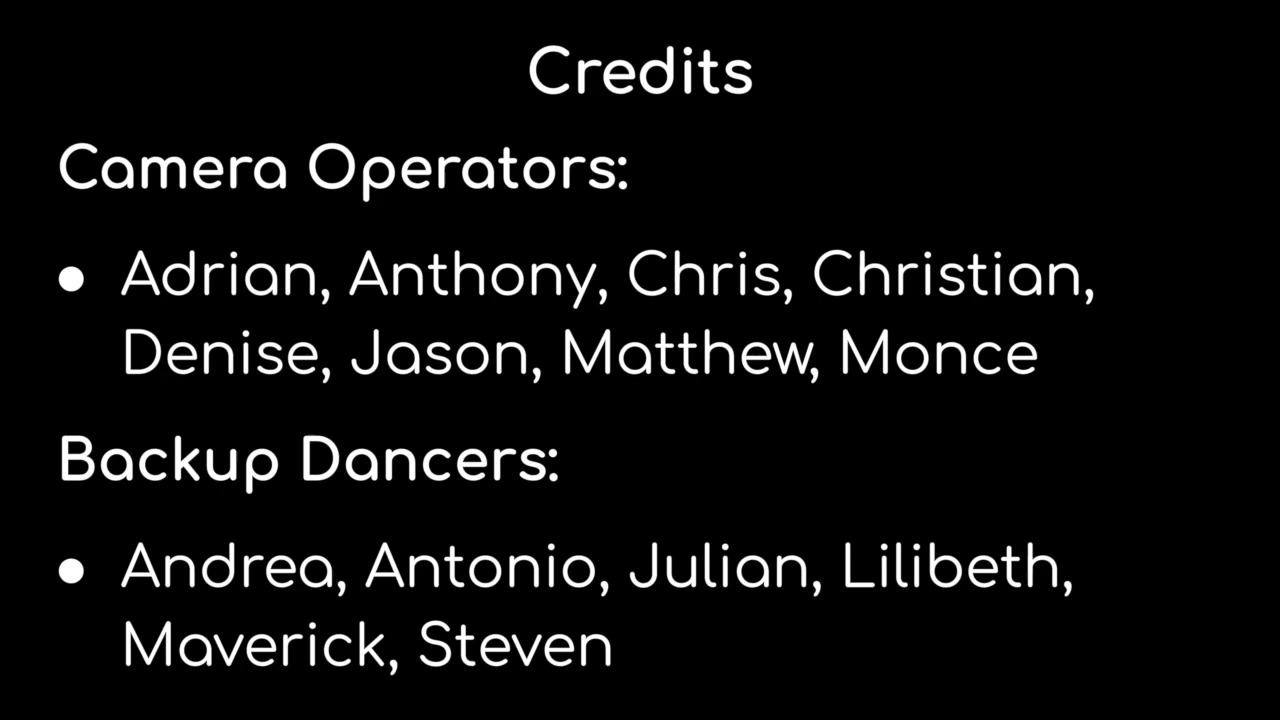 Credits
Camera Operators:
● Adrian, Anthony, Chris, Christian,
Denise, Jason, Matthew, Monce
Backup Dancers:
● Andrea, Antonio, Julian, Lilibeth,
Maverick, Steven